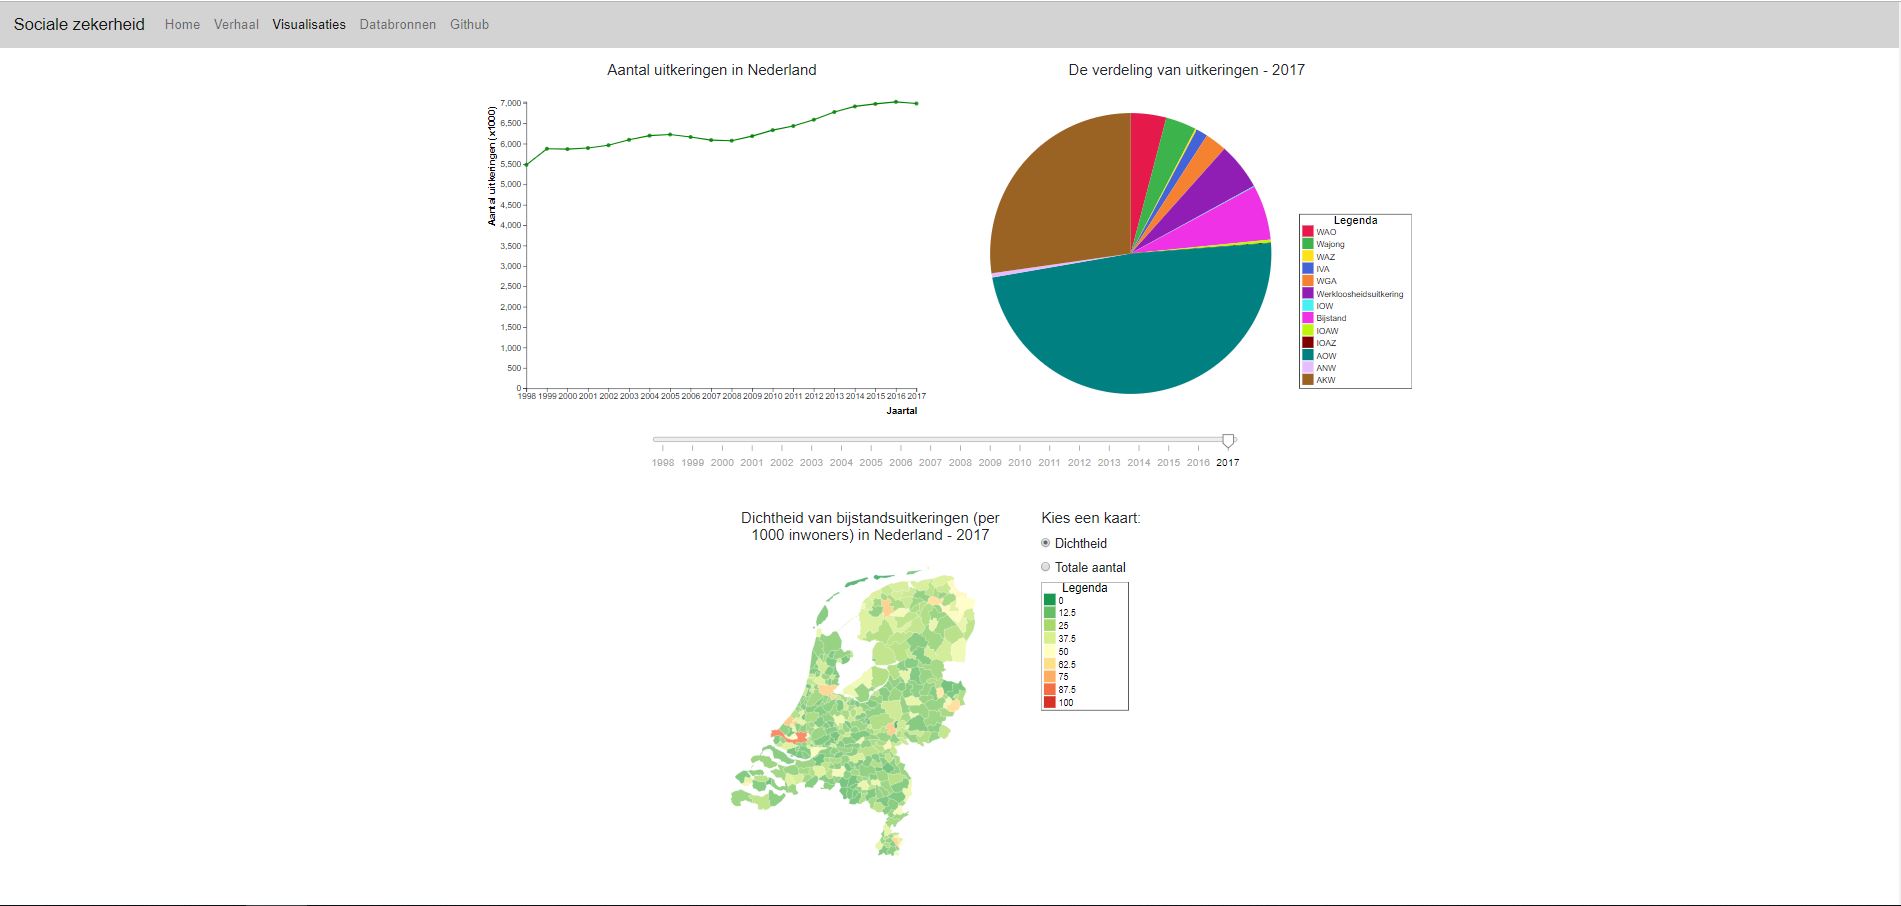 Sociale zekerheid Home Verhaal Visualisaties Databronnen Github
Aantal uitkeringen in Nederland
Aantal uitkeringen (x1000)
7,000
6,500
6,000
5,500
5,000
4,500
4,000
3,500
3,000
2,500
2,000
1,500
1,000
500
0
1998 1999 2000 2001 2002 2003 2004 2005 2006 2007 2008 2009 2010 2011 2012 2013 2014 2015 2016 2017
Jaartal
De verdeling van uitkeringen - 2017
Legenda
WAO
Wajong
WAZ
IVA
WGA
Werkloosheidsuitkering
IOW
Bijstand
IOAW
IOAZ
AOW
ANW
AKW
1998 1999 2000 2001 2002 2003 2004 2005 2006 2007 2008 2009 2010 2011 2012 2013 2014 2015 2016 2017
Dichtheid van bijstandsuitkeringen (per
1000 inwoners) in Nederland - 2017
Kies een kaart:
Dichtheid
Totale aantal
Legenda
0
12.5
25
37.5
50
62.5
75
87.5
100